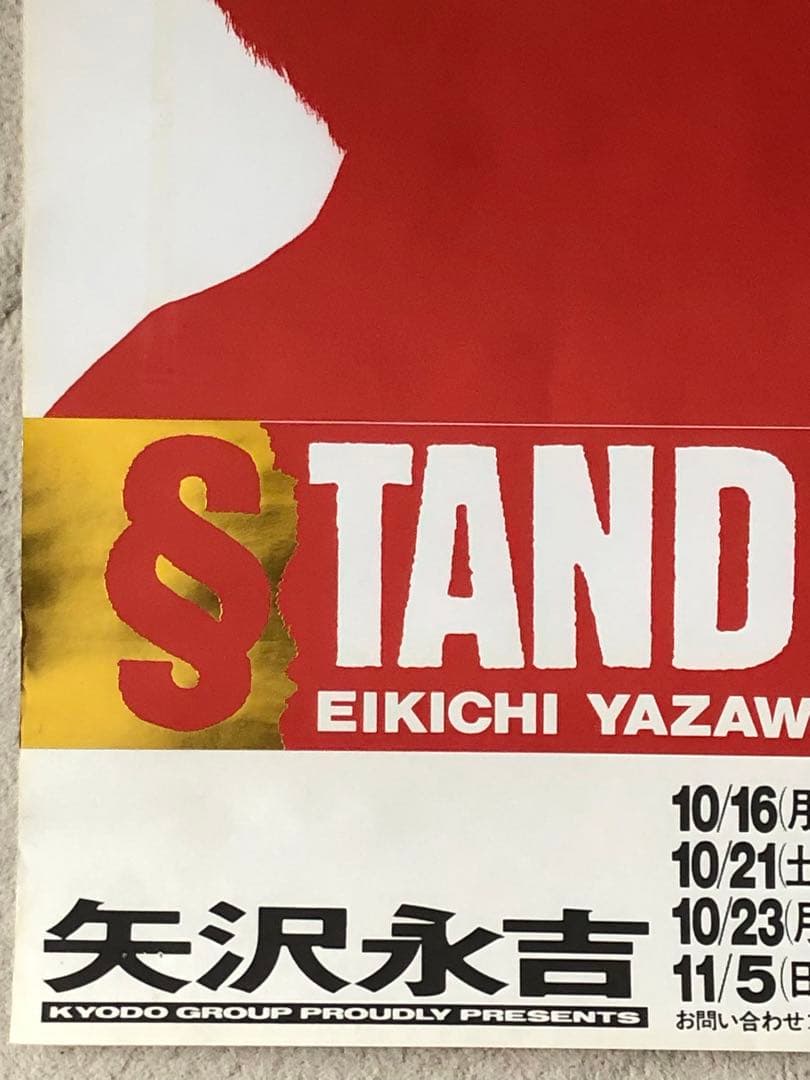 §TAND
EIKICHI YAZAW
10/16(月
10/21(土
10/23(月
11/5(日
矢沢永吉
KYODO GROUP PROUDLY PRESENTS
お問い合わせ